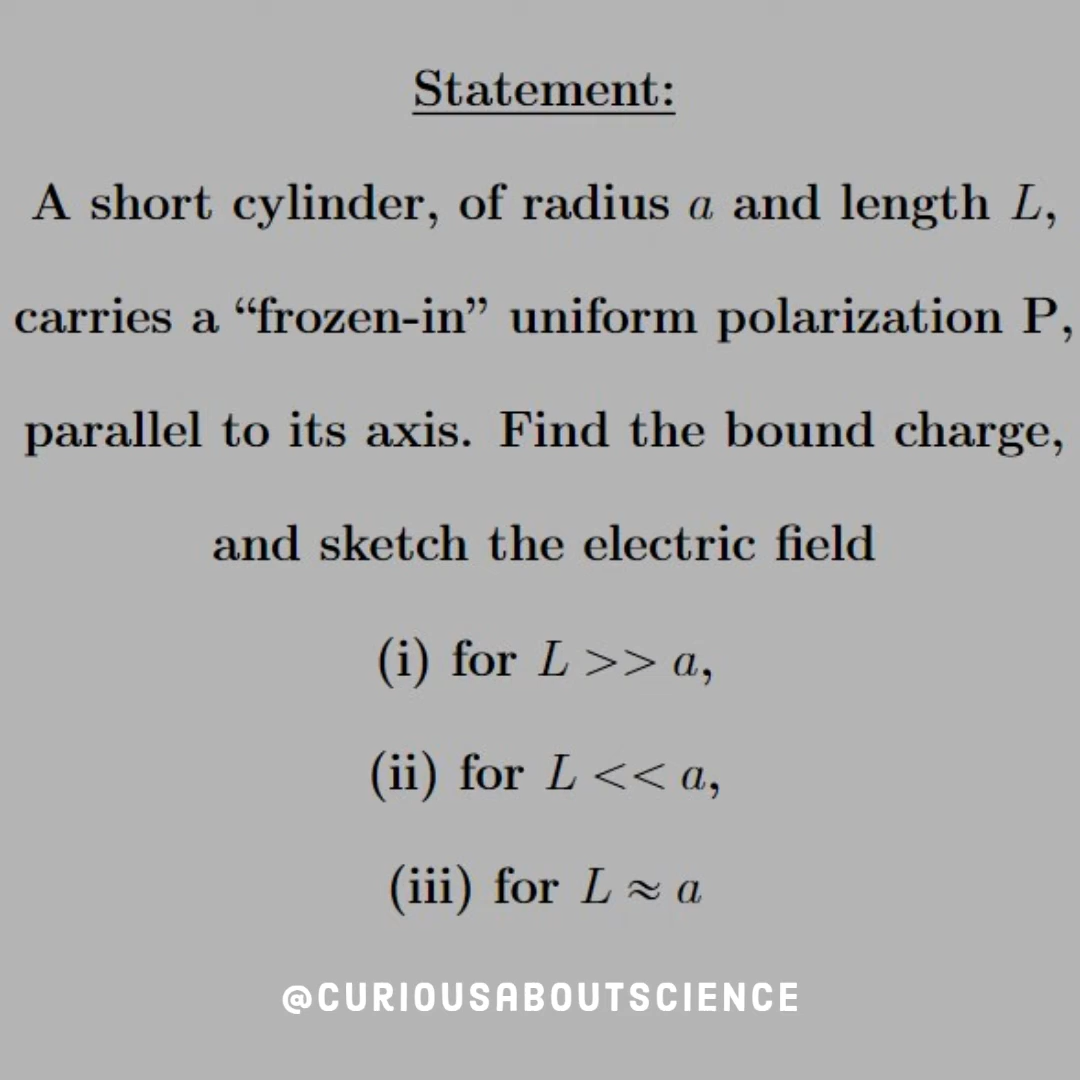 Statement:
A short cylinder, of radius a and length L,
carries a “frozen-in” uniform polarization P,
parallel to its axis. Find the bound charge,
and sketch the electric field
(i) for L >> a,
(ii) for L << a,
(iii) for L ≈ a
@CURIOUSABOUTSCIENCE